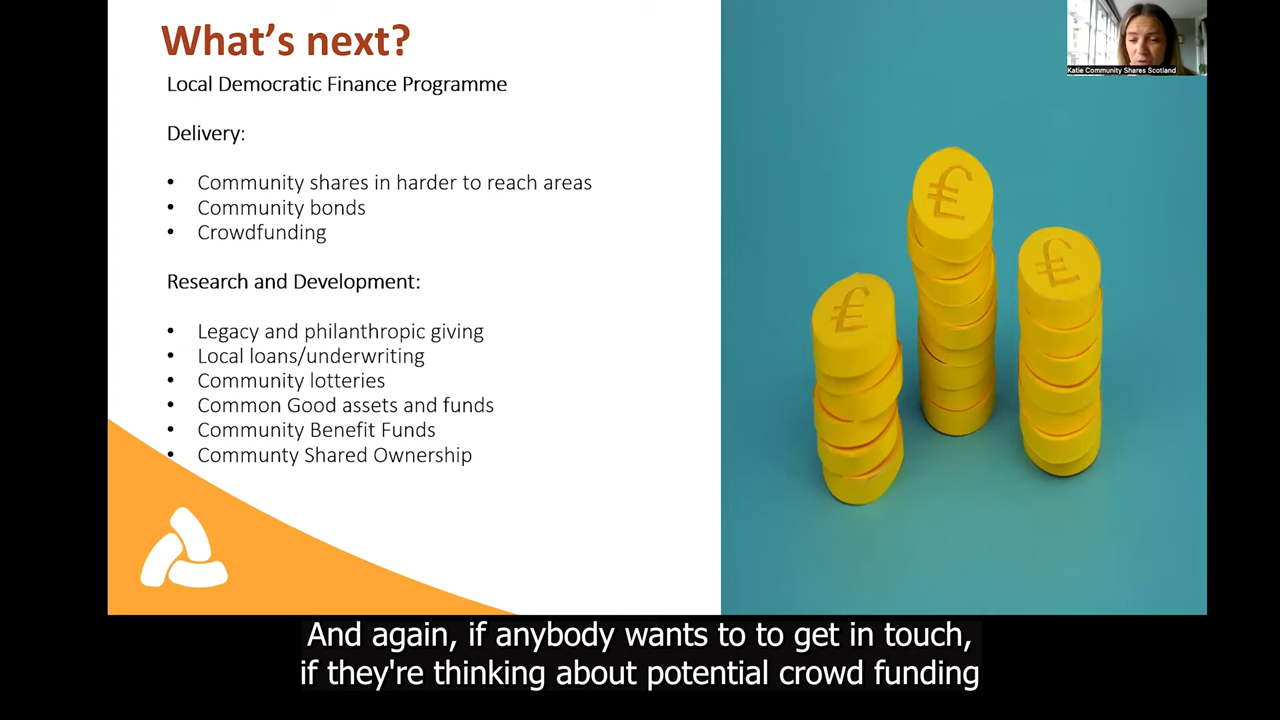 What's next?
Local Democratic Finance Programme
Delivery:
• Community shares in harder to reach areas
• Community bonds
• Crowdfunding
Research and Development:
• Legacy and philanthropic giving
• Local loans/underwriting
• Community lotteries
• Common Good assets and funds
• Community Benefit Funds
• Communty Shared Ownership
£
£
£
Katie Community Shares Scotland
And again, if anybody wants to to get in touch,
if they're thinking about potential crowd funding